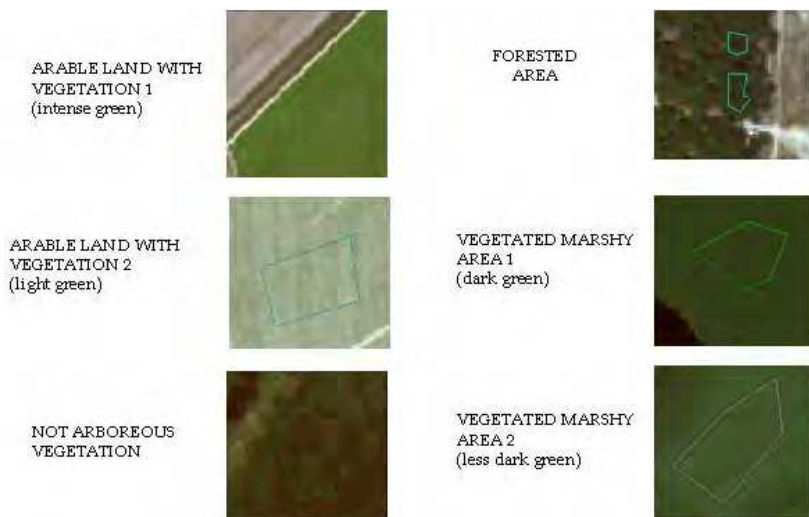 ARABLE LAND WITH
VEGETATION 1
(intense green)
FORESTED
AREA
ARABLE LAND WITH
VEGETATION 2
(light green)
VEGETATED MARSHY
AREA 1
(dark green)
NOT ARBOREOUS
VEGETATION
VEGETATED MARSHY
AREA 2
(less dark green)